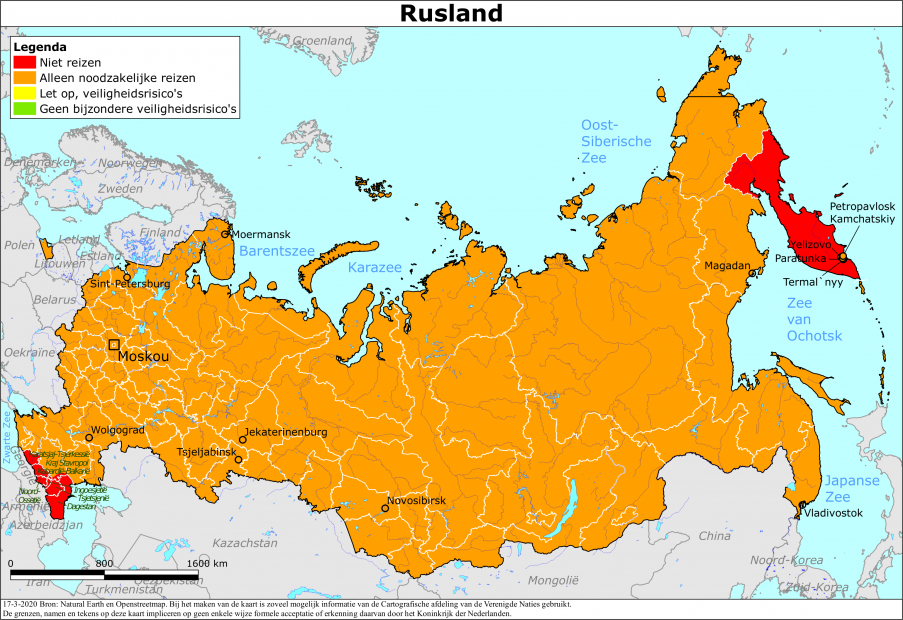 Rusland
Legenda
Niet reizen
Alleen noodzakelijke reizen
Let op, veiligheidsrisico's
Geen bijzondere veiligheidsrisico's
Groenland
Oost-
Siberische
Zee
Denemarken
Noorwegen
Zweden
Finland
Moermansk
Barentszee
Karazee
Petropavlosk
Kamchatskiy
Yelizovo
Paratunka
Termal`nyy
Magadan
Polen
Letland
Estland
Litouwen
Sint-Petersburg
Belarus
Zee
van
Ochotsk
Oekraïne
Moskou
Zwarte Zee
Wolgograd
Jekaterinenburg
Tsjeljabinsk
Karatsjaj-Tsjerkessië
Kraj Stavropol
Kabardië-Balkarië
Noord-
Ossetië
Ingoesjetië
Tsjetsjenië
Dagestan
Georgië
Armenië
Azerbeidzjan
Novosibirsk
Japanse
Zee
Vladivostok
Kazachstan
China
Noord-Korea
Zuid-Korea
Mongolië
Iran
Oezbekistan
Turkmenistan
0 800 1600 km
17-3-2020 Bron: Natural Earth en Openstreetmap. Bij het maken van de kaart is zoveel mogelijk informatie van de Cartografische afdeling van de Verenigde Naties gebruikt.
De grenzen, namen en tekens op deze kaart impliceren op geen enkele wijze formele acceptatie of erkenning daarvan door het Koninkrijk der Nederlanden.